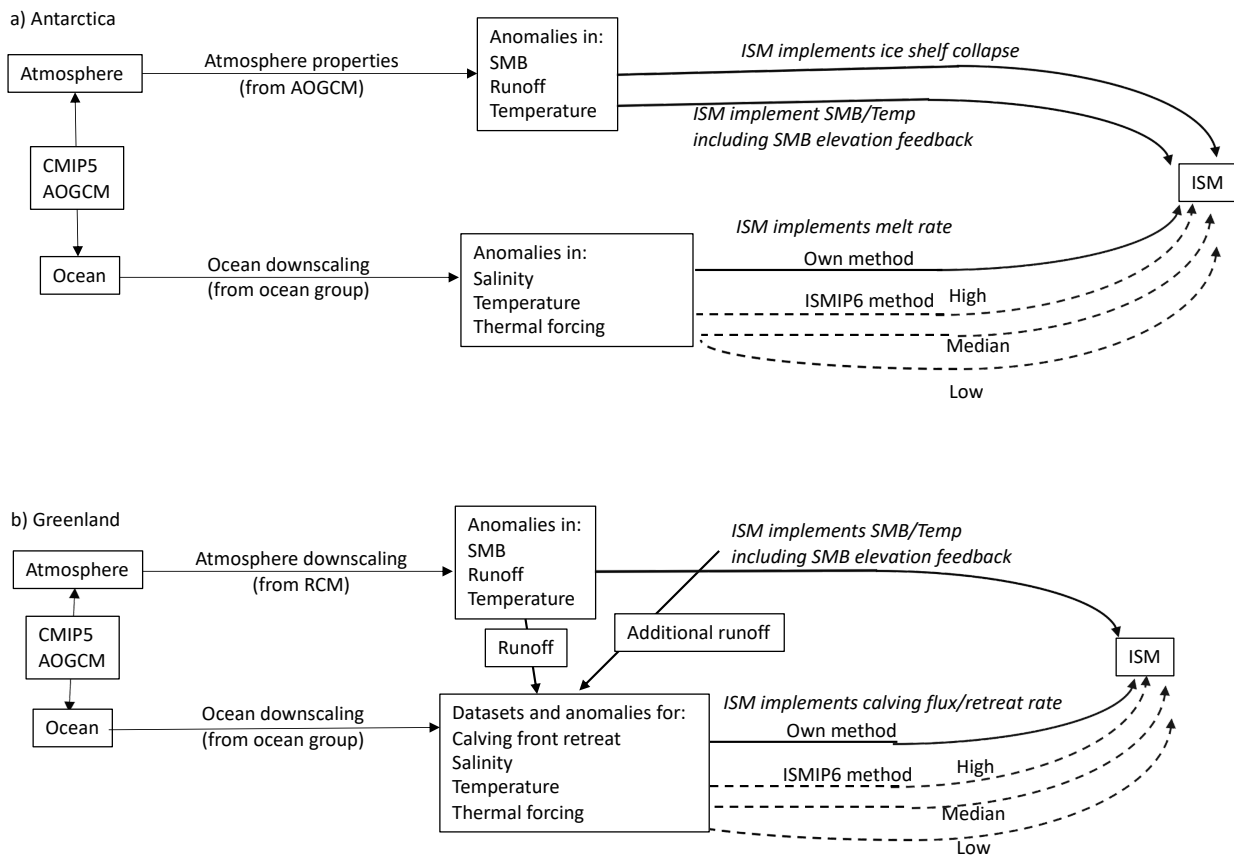 a) Antarctica
Atmosphere
Atmosphere properties
(from AOGCM)
Anomalies in:
SMB
Runoff
Temperature
ISM implements ice shelf collapse
ISM implement SMB/Temp
including SMB elevation feedback
CMIP5
AOGCM
ISM
Ocean
Ocean downscaling
(from ocean group)
Anomalies in:
Salinity
Temperature
Thermal forcing
ISM implements melt rate
Own method
ISMIP6 method
High
Median
Low
b) Greenland
Atmosphere
Atmosphere downscaling
(from RCM)
Anomalies in:
SMB
Runoff
Temperature
ISM implements SMB/Temp
including SMB elevation feedback
Runoff
Additional runoff
CMIP5
AOGCM
ISM
Ocean
Ocean downscaling
(from ocean group)
Datasets and anomalies for:
Calving front retreat
Salinity
Temperature
Thermal forcing
ISM implements calving flux/retreat rate
Own method
ISMIP6 method
High
Median
Low